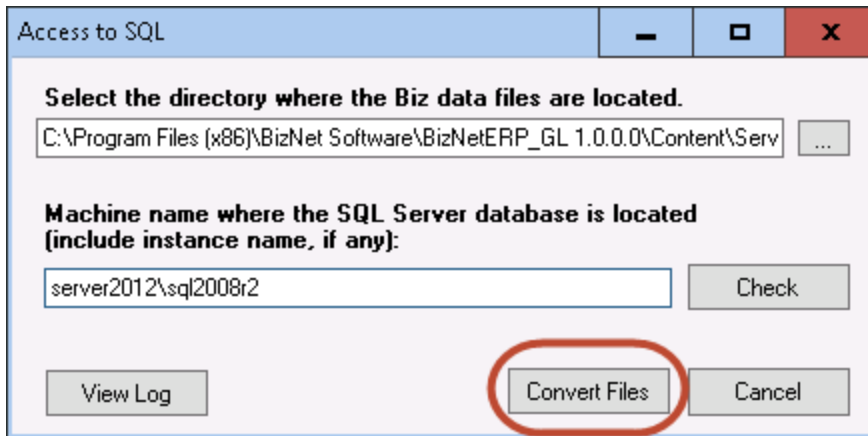 Access to SQL
Select the directory where the Biz data files are located.
C:\Program Files (x86)\BizNet Software\BizNetERP_GL 1.0.0.0\Content\Serv
...
Machine name where the SQL Server database is located
(include instance name, if any):
server2012\sql2008r2
Check
View Log
Convert Files
Cancel